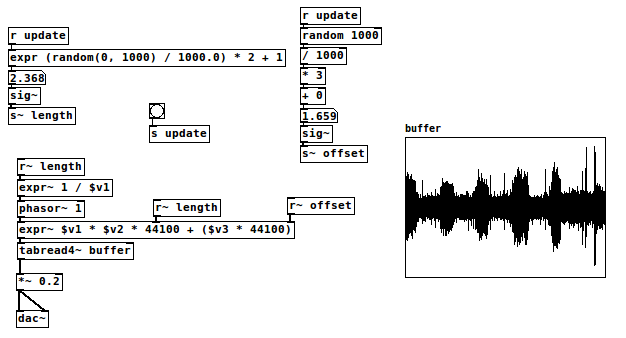 r update
expr (random(0, 1000) / 1000.0) * 2 + 1
2.368
sig~
s~ length
s update
r update
random 1000
/ 1000
* 3
+ 0
1.659
sig~
s~ offset
r~ length
expr~ 1 / $v1
phasor~ 1
r~ length
r~ offset
expr~ $v1 * $v2 * 44100 + ($v3 * 44100)
tabread4~ buffer
*~ 0.2
dac~
buffer